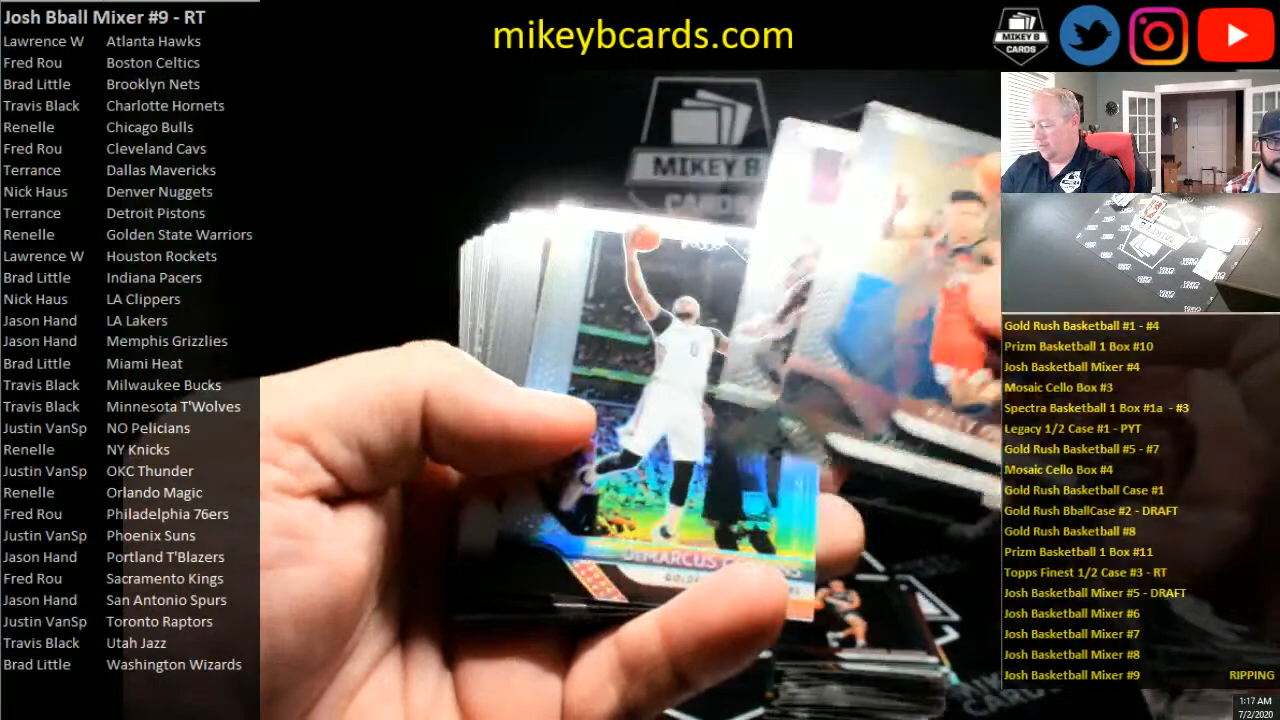 Josh Bball Mixer #9 - RT
Lawrence W Atlanta Hawks
Fred Rou Boston Celtics
Brad Little Brooklyn Nets
Travis Black Charlotte Hornets
Renelle Chicago Bulls
Fred Rou Cleveland Cavs
Terrance Dallas Mavericks
Nick Haus Denver Nuggets
Terrance Detroit Pistons
Renelle Golden State Warriors
Lawrence W Houston Rockets
Brad Little Indiana Pacers
Nick Haus LA Clippers
Jason Hand LA Lakers
Jason Hand Memphis Grizzlies
Brad Little Miami Heat
Travis Black Milwaukee Bucks
Travis Black Minnesota T'Wolves
Justin VanSp NO Pelicians
Renelle NY Knicks
Justin VanSp OKC Thunder
Renelle Orlando Magic
Fred Rou Philadelphia 76ers
Justin VanSp Phoenix Suns
Jason Hand Portland T'Blazers
Fred Rou Sacramento Kings
Jason Hand San Antonio Spurs
Justin VanSp Toronto Raptors
Travis Black Utah Jazz
Brad Little Washington Wizards
mikeybcards.com
MIKEY B
CARDS
MIKEY B
DEMARCUS
Gold Rush Basketball #1 - #4
Prizm Basketball 1 Box #10
Josh Basketball Mixer #4
Mosaic Cello Box #3
Spectra Basketball 1 Box #1a - #3
Legacy 1/2 Case #1 - PYT
Gold Rush Basketball #5 - #7
Mosaic Cello Box #4
Gold Rush Basketball Case #1
Gold Rush BballCase #2 - DRAFT
Gold Rush Basketball #8
Prizm Basketball 1 Box #11
Topps Finest 1/2 Case #3 - RT
Josh Basketball Mixer #5 - DRAFT
Josh Basketball Mixer #6
Josh Basketball Mixer #7
Josh Basketball Mixer #8
Josh Basketball Mixer #9 RIPPING
1:17 AM
7/2/2020